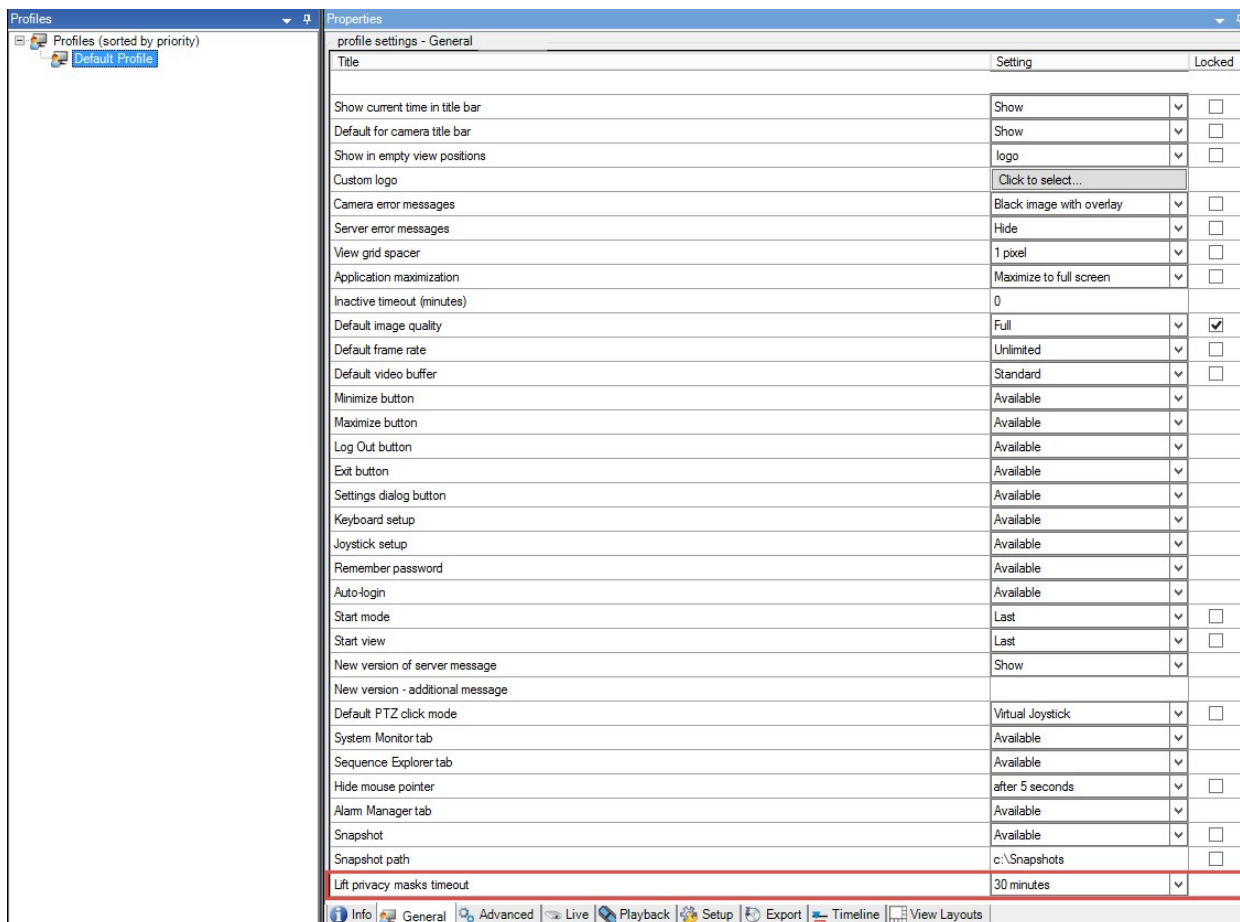 Profiles
Properties
Profiles (sorted by priority)
Default Profile
profile settings - General
Title Setting Locked
Show current time in title bar Show
Default for camera title bar Show
Show in empty view positions logo
Custom logo Click to select...
Camera error messages Black image with overlay
Server error messages Hide
View grid spacer 1 pixel
Application maximization Maximize to full screen
Inactive timeout (minutes) 0
Default image quality Full
Default frame rate Unlimited
Default video buffer Standard
Minimize button Available
Maximize button Available
Log Out button Available
Exit button Available
Settings dialog button Available
Keyboard setup Available
Joystick setup Available
Remember password Available
Auto-login Available
Start mode Last
Start view Last
New version of server message Show
New version - additional message
Default PTZ click mode Virtual Joystick
System Monitor tab Available
Sequence Explorer tab Available
Hide mouse pointer after 5 seconds
Alarm Manager tab Available
Snapshot Available
Snapshot path c:\Snapshots
Lift privacy masks timeout 30 minutes
Info General Advanced Live Playback Setup Export Timeline View Layouts